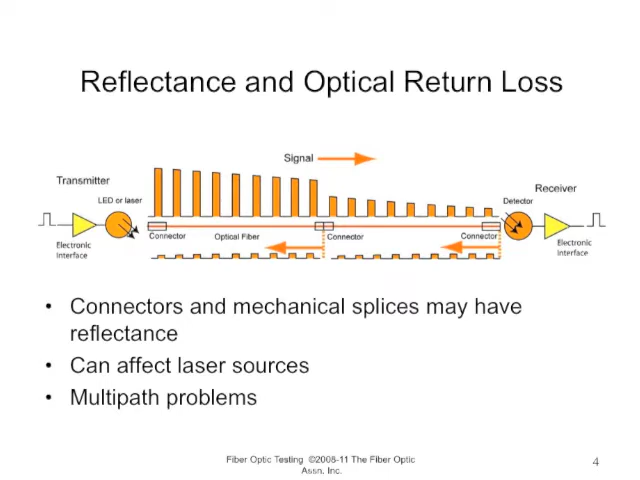 Reflectance and Optical Return Loss
Signal
Transmitter
Receiver
LED or laser
Detector
Connector
Optical Fiber
Connector
Connector
Electronic
Interface
Electronic
Interface
• Connectors and mechanical splices may have
reflectance
• Can affect laser sources
• Multipath problems
Fiber Optic Testing ©2008-11 The Fiber Optic
Assn. Inc.
4